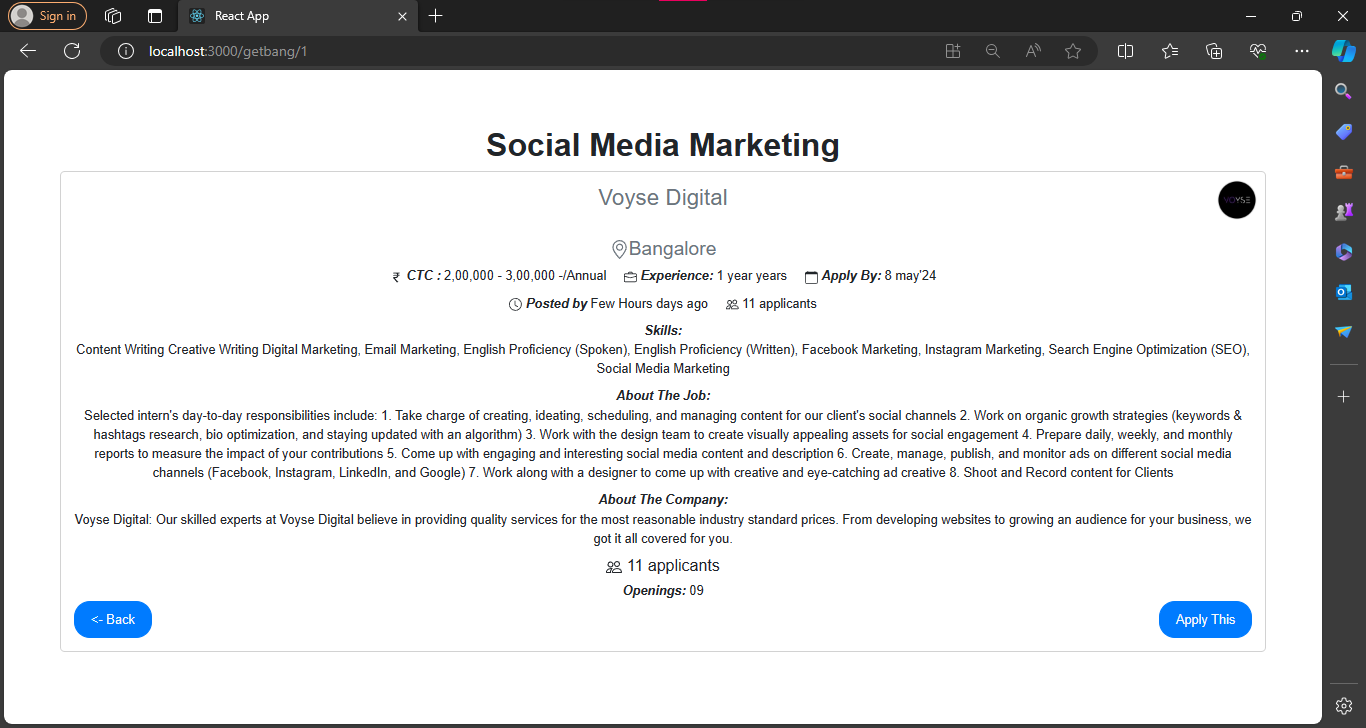 Sign in
React App
localhost:3000/getbang/1
Social Media Marketing
Voyse Digital
VOYSE
Bangalore
₹ CTC : 2,00,000 - 3,00,000 -/Annual Experience: 1 year years Apply By: 8 may'24
Posted by Few Hours days ago 11 applicants
Skills:
Content Writing Creative Writing Digital Marketing, Email Marketing, English Proficiency (Spoken), English Proficiency (Written), Facebook Marketing, Instagram Marketing, Search Engine Optimization (SEO),
Social Media Marketing
About The Job:
Selected intern's day-to-day responsibilities include: 1. Take charge of creating, ideating, scheduling, and managing content for our client's social channels 2. Work on organic growth strategies (keywords &
hashtags research, bio optimization, and staying updated with an algorithm) 3. Work with the design team to create visually appealing assets for social engagement 4. Prepare daily, weekly, and monthly
reports to measure the impact of your contributions 5. Come up with engaging and interesting social media content and description 6. Create, manage, publish, and monitor ads on different social media
channels (Facebook, Instagram, LinkedIn, and Google) 7. Work along with a designer to come up with creative and eye-catching ad creative 8. Shoot and Record content for Clients
About The Company:
Voyse Digital: Our skilled experts at Voyse Digital believe in providing quality services for the most reasonable industry standard prices. From developing websites to growing an audience for your business, we
got it all covered for you.
11 applicants
Openings: 09
<- Back
Apply This